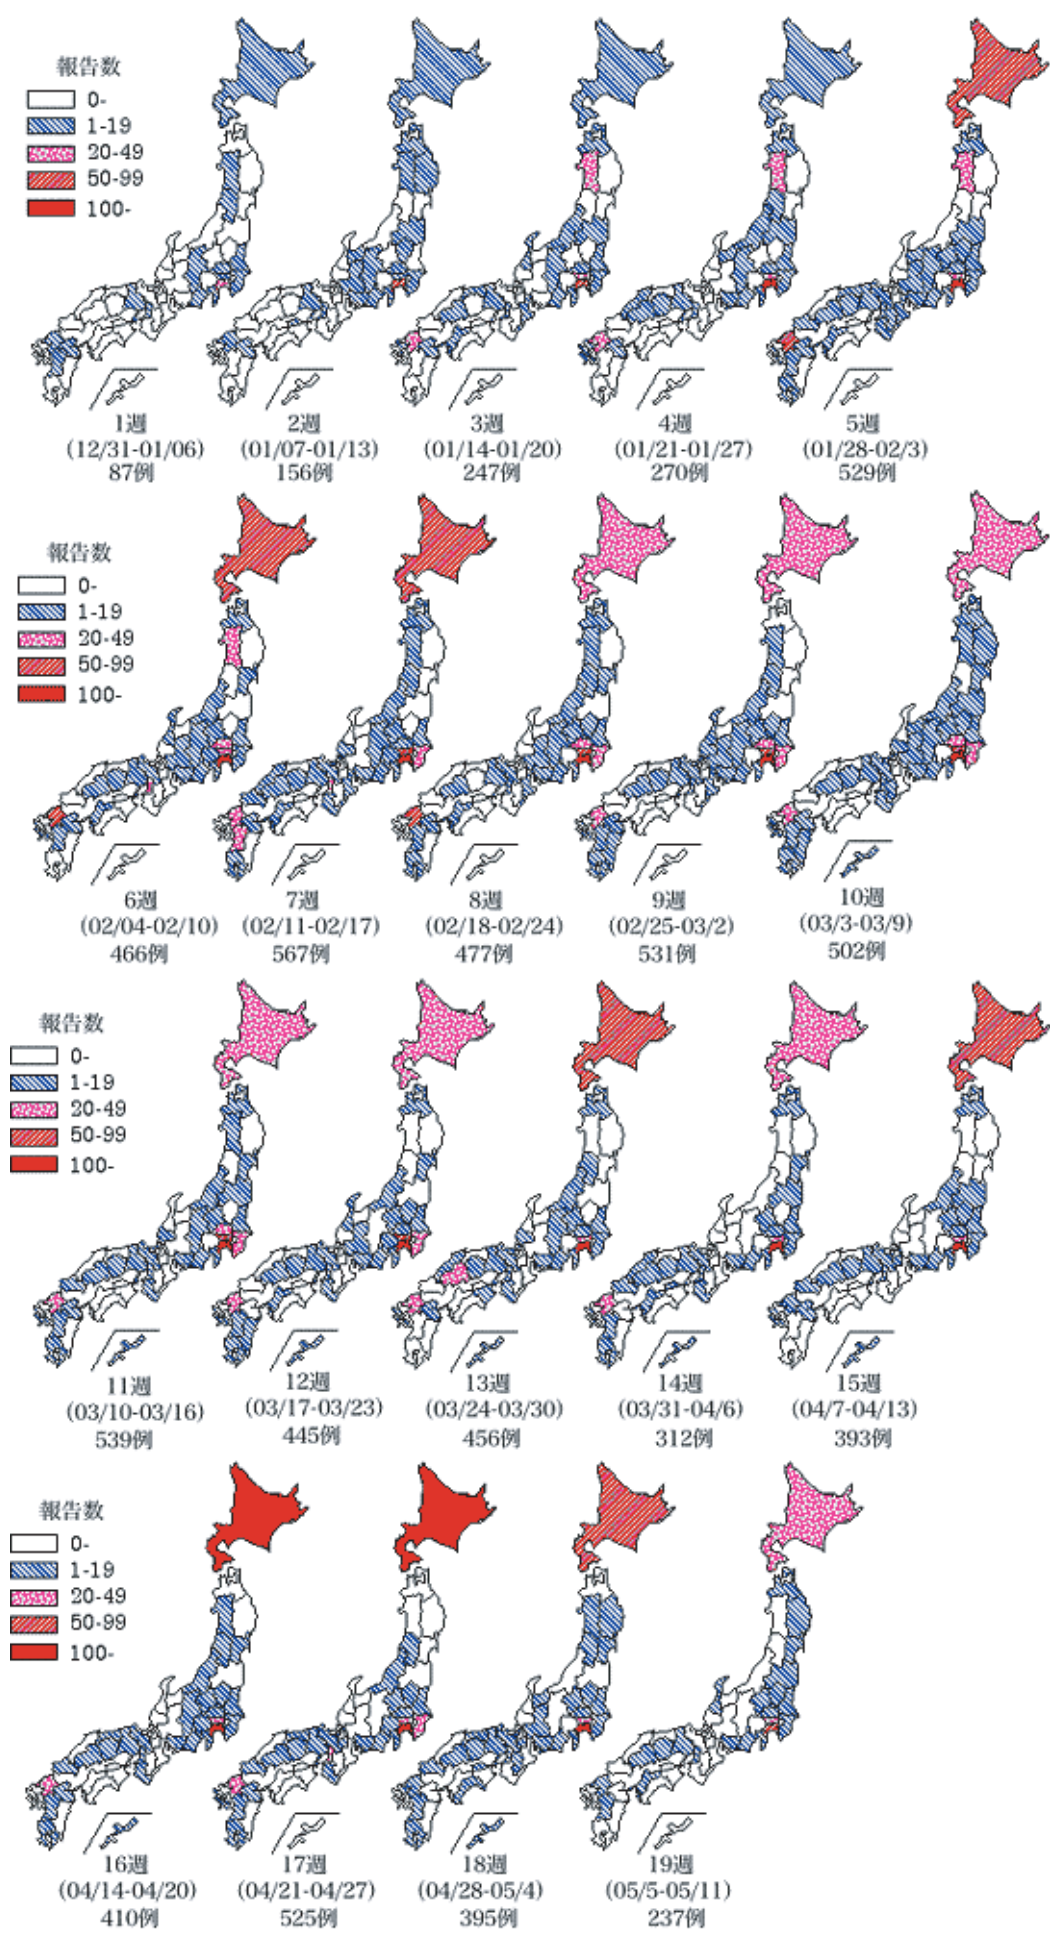 報告数
0-
1-19
20-49
50-99
100-
1週
(12/31-01/06)
87例
2週
(01/07-01/13)
156例
3週
(01/14-01/20)
247例
4週
(01/21-01/27)
270例
5週
(01/28-02/3)
529例
報告数
0-
1-19
20-49
50-99
100-
6週
(02/04-02/10)
466例
7週
(02/11-02/17)
567例
8週
(02/18-02/24)
477例
9週
(02/25-03/2)
531例
10週
(03/3-03/9)
502例
報告数
0-
1-19
20-49
50-99
100-
11週
(03/10-03/16)
539例
12週
(03/17-03/23)
445例
13週
(03/24-03/30)
456例
14週
(03/31-04/6)
312例
15週
(04/7-04/13)
393例
報告数
0-
1-19
20-49
50-99
100-
16週
(04/14-04/20)
410例
17週
(04/21-04/27)
525例
18週
(04/28-05/4)
395例
19週
(05/5-05/11)
237例